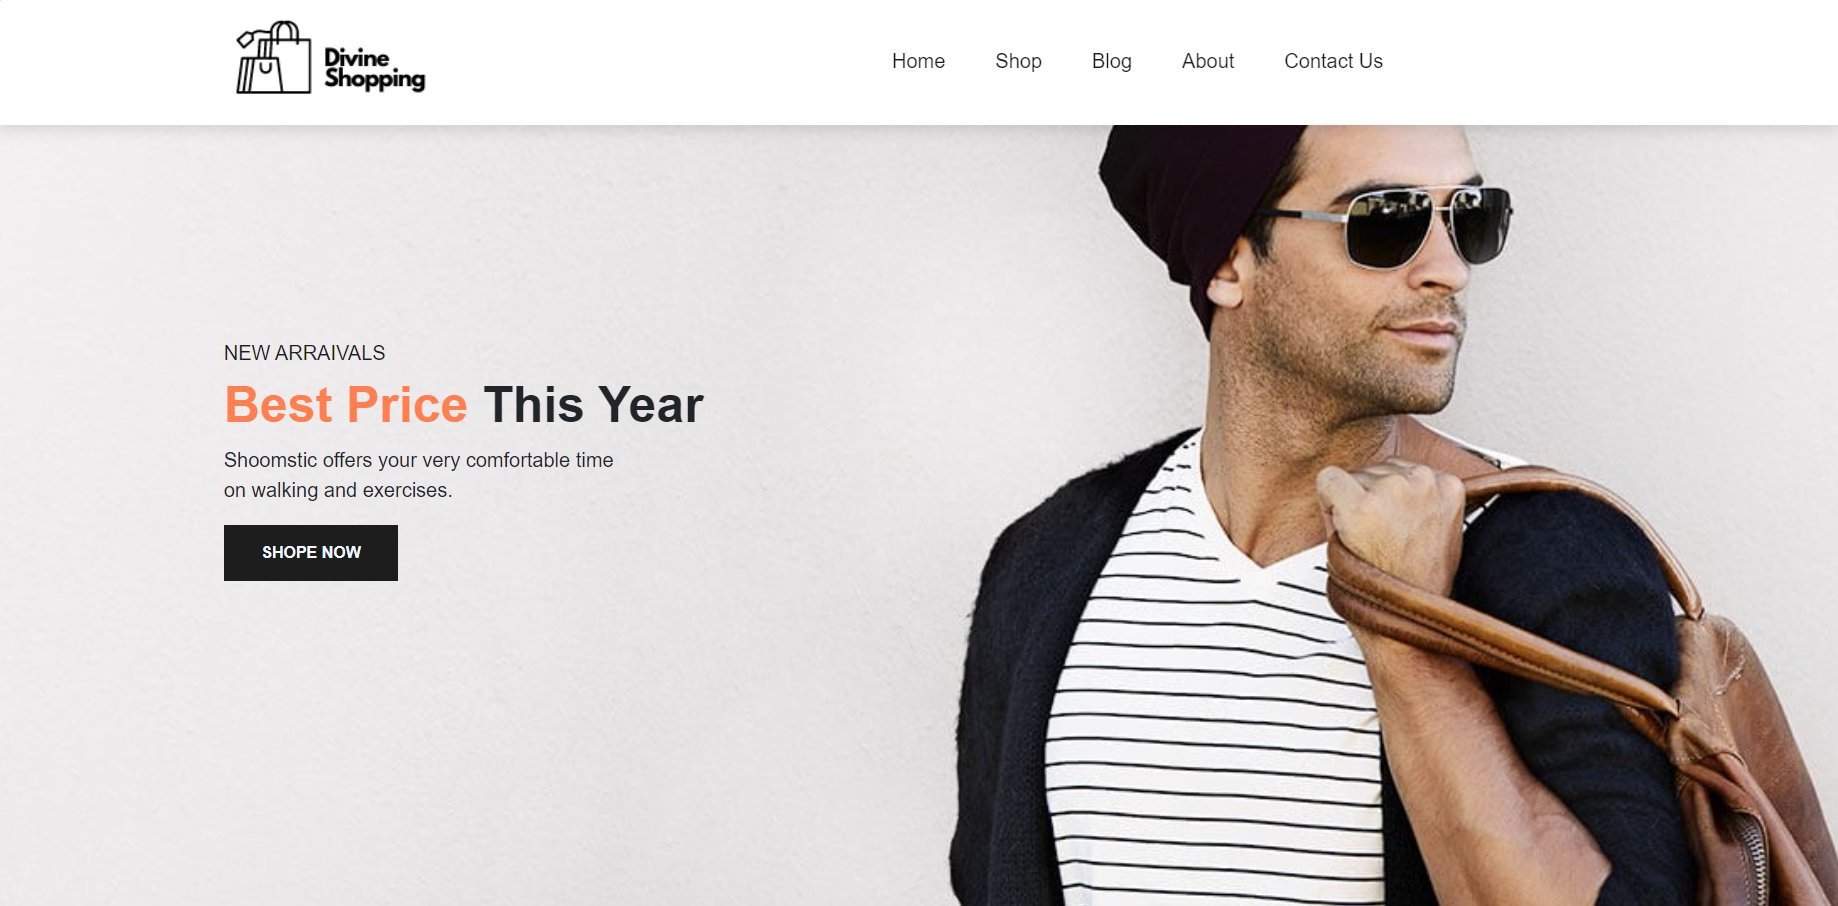 Divine
Shopping
Home Shop Blog About Contact Us
NEW ARRAIVALS
Best Price This Year
Shoomstic offers your very comfortable time
on walking and exercises.
SHOPE NOW